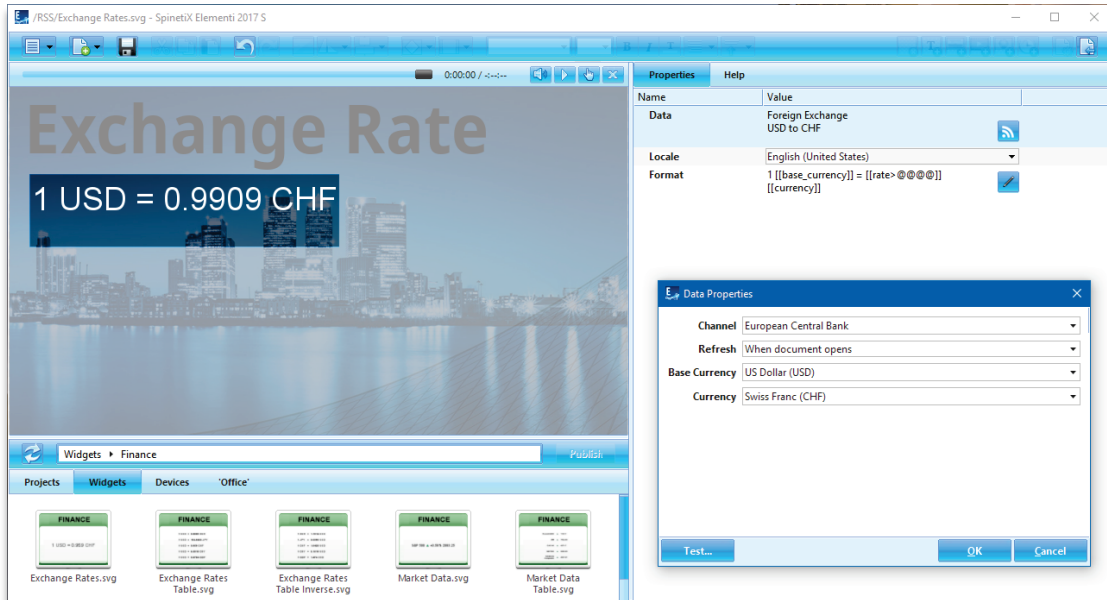 /RSS/Exchange Rates.svg - SpinetiX Elementi 2017 S
0:00:00 / -:--:--
Exchange Rate
1 USD = 0.9909 CHF
Properties Help
Name Value
Data Foreign Exchange
USD to CHF
Locale English (United States)
Format 1 [[base_currency]] = [[rate>@@@@]]
[[currency]]
Data Properties
Channel European Central Bank
Refresh When document opens
Base Currency US Dollar (USD)
Currency Swiss Franc (CHF)
Test... OK Cancel
Widgets Finance
Publish
Projects Widgets Devices 'Office'
FINANCE FINANCE FINANCE FINANCE FINANCE
Exchange Rates.svg
Exchange Rates
Table.svg
Exchange Rates
Table Inverse.svg
Market Data.svg
Market Data
Table.svg